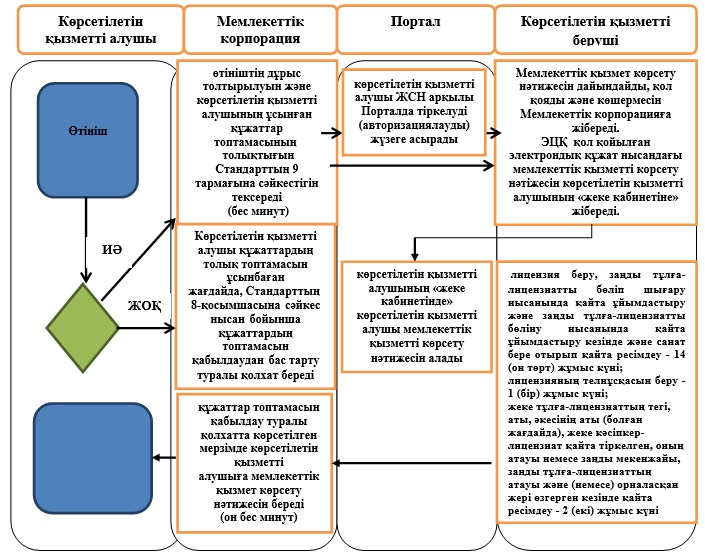 Көрсетілетін
қызметті алушы
Мемлекеттік
корпорация
Портал
Көрсетілетін қызметті
беруші
Өтініш
ИӘ
ЖОҚ
өтініштің дұрыс
толтырылуын және
көрсетілетін қызметті
алушының ұсынған
құжаттар
топтамасының
толықтығын
Стандарттың 9
тармағына сәйкестігін
тексереді
(бес минут)
Көрсетілетін қызметті
алушы құжаттардың
толық топтамасын
ұсынбаған
жағдайда, Стандарттың
8-қосымшасына сәйкес
нысан бойынша
құжаттардың
топтамасын
қабылдаудан бас тарту
туралы қолхат береді
құжаттар топтамасын
қабылдау туралы
қолхатта көрсетілген
мерзімде көрсетілетін
қызметті
алушыға мемлекеттік
қызмет көрсету
нәтижесін береді
(он бес минут)
көрсетілетін қызметті
алушы ЖСН арқылы
Порталда тіркелуді
(авторизациялауды)
жүзеге асырады
көрсетілетін қызметті
алушының «жеке
кабинетінде»
көрсетілетін қызметті
алушы мемлекеттік
қызметті көрсету
нәтижесін алады
Мемлекеттік қызмет көрсету
нәтижесін дайындайды, қол
қояды және көшермесін
Мемлекеттік корпорацияға
жібереді.
ЭЦҚ қол қойылған
электрондық құжат нысандағы
мемлекеттік қызметті корсету
нәтіжесін көрсетілетін қызметті
алушының «жеке кабинетіне»
жібереді.
лицензия беру, заңды тұлға-
лицензиатты бөліп шығару
нысанында қайта ұйымдастыру
және заңды тұлға-лицензиатты
бөліну нысанында қайта
ұйымдастыру кезінде және санат
бере отырып қайта ресімдеу - 14
(он төрт) жұмыс күні;
лицензияның телнұсқасын беру -
1 (бір) жұмыс күні;
жеке тұлға-лицензиаттың тегі,
аты, әкесінің аты (болған
жағдайда), жеке кәсіпкер-
лицензиат қайта тіркелген, оның
атауы немесе заңды мекенжайы,
заңды тұлға-лицензиаттың
атауы және (немесе) орналасқан
жері өзгерген кезінде қайта
ресімдеу - 2 (екі) жұмыс күні